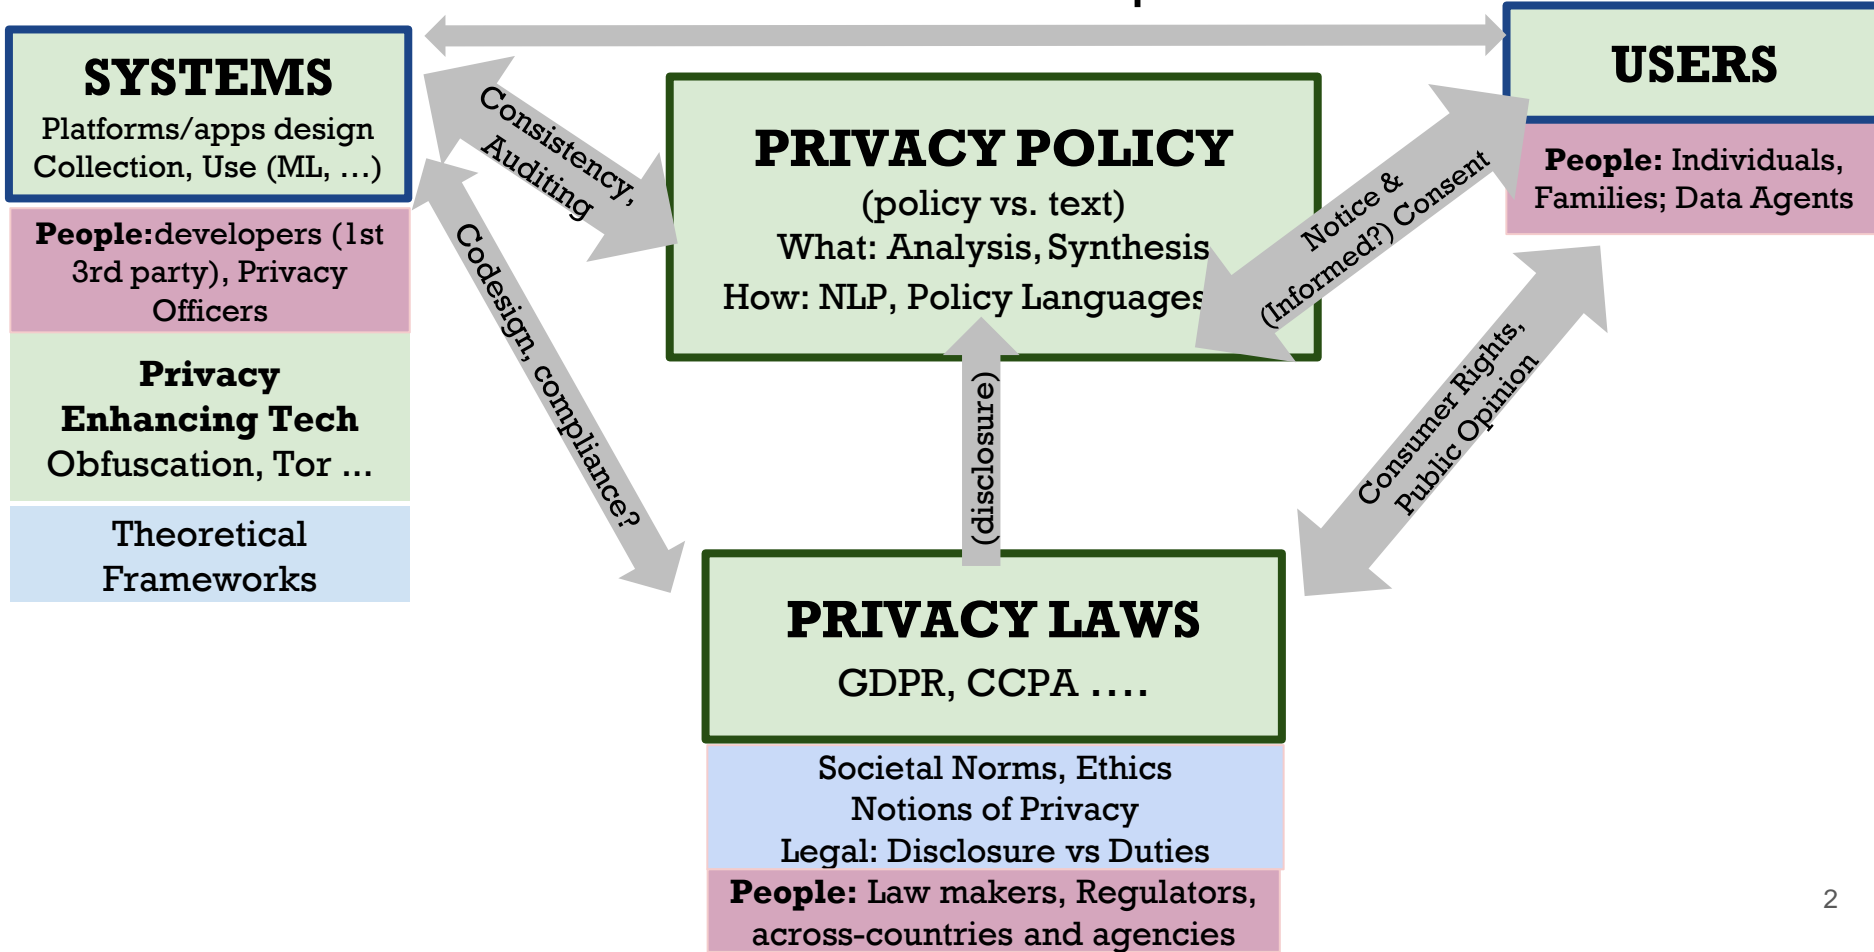 SYSTEMS
Platforms/apps design
Collection, Use (ML, ...)
People:developers (1st
3rd party), Privacy
Officers
Privacy
Enhancing Tech
Obfuscation, Tor ...
Theoretical
Frameworks
Consistency,
Auditing
Codesign, compliance?
PRIVACY POLICY
(policy vs. text)
What: Analysis, Synthesis
How: NLP, Policy Languages
(disclosure)
Notice &
(Informed?) Consent
USERS
People: Individuals,
Families; Data Agents
Consumer Rights,
Public Opinion
PRIVACY LAWS
GDPR, CCPA ....
Societal Norms, Ethics
Notions of Privacy
Legal: Disclosure vs Duties
People: Law makers, Regulators,
across-countries and agencies
2